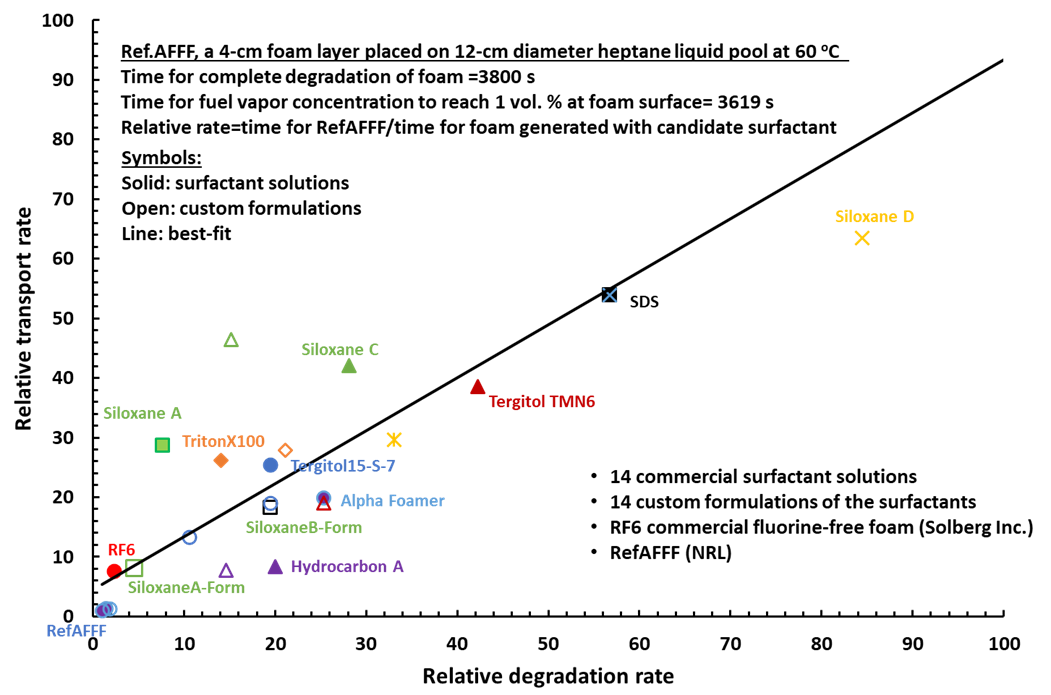 Ref.AFFF, a 4-cm foam layer placed on 12-cm diameter heptane liquid pool at 60 ºC
Time for complete degradation of foam =3800 s
Time for fuel vapor concentration to reach 1 vol. % at foam surface= 3619 s
Relative rate=time for RefAFFF/time for foam generated with candidate surfactant
Symbols:
Solid: surfactant solutions
Open: custom formulations
Line: best-fit
Relative transport rate
100
90
80
70
60
50
40
30
20
10
0
Siloxane D
SDS
Siloxane C
Tergitol TMN6
Siloxane A
TritonX100
Tergitol15-S-7
Alpha Foamer
SiloxaneB-Form
RF6
Hydrocarbon A
SiloxaneA-Form
RefAFFF
• 14 commercial surfactant solutions
• 14 custom formulations of the surfactants
• RF6 commercial fluorine-free foam (Solberg Inc.)
• RefAFFF (NRL)
0 10 20 30 40 50 60 70 80 90 100
Relative degradation rate